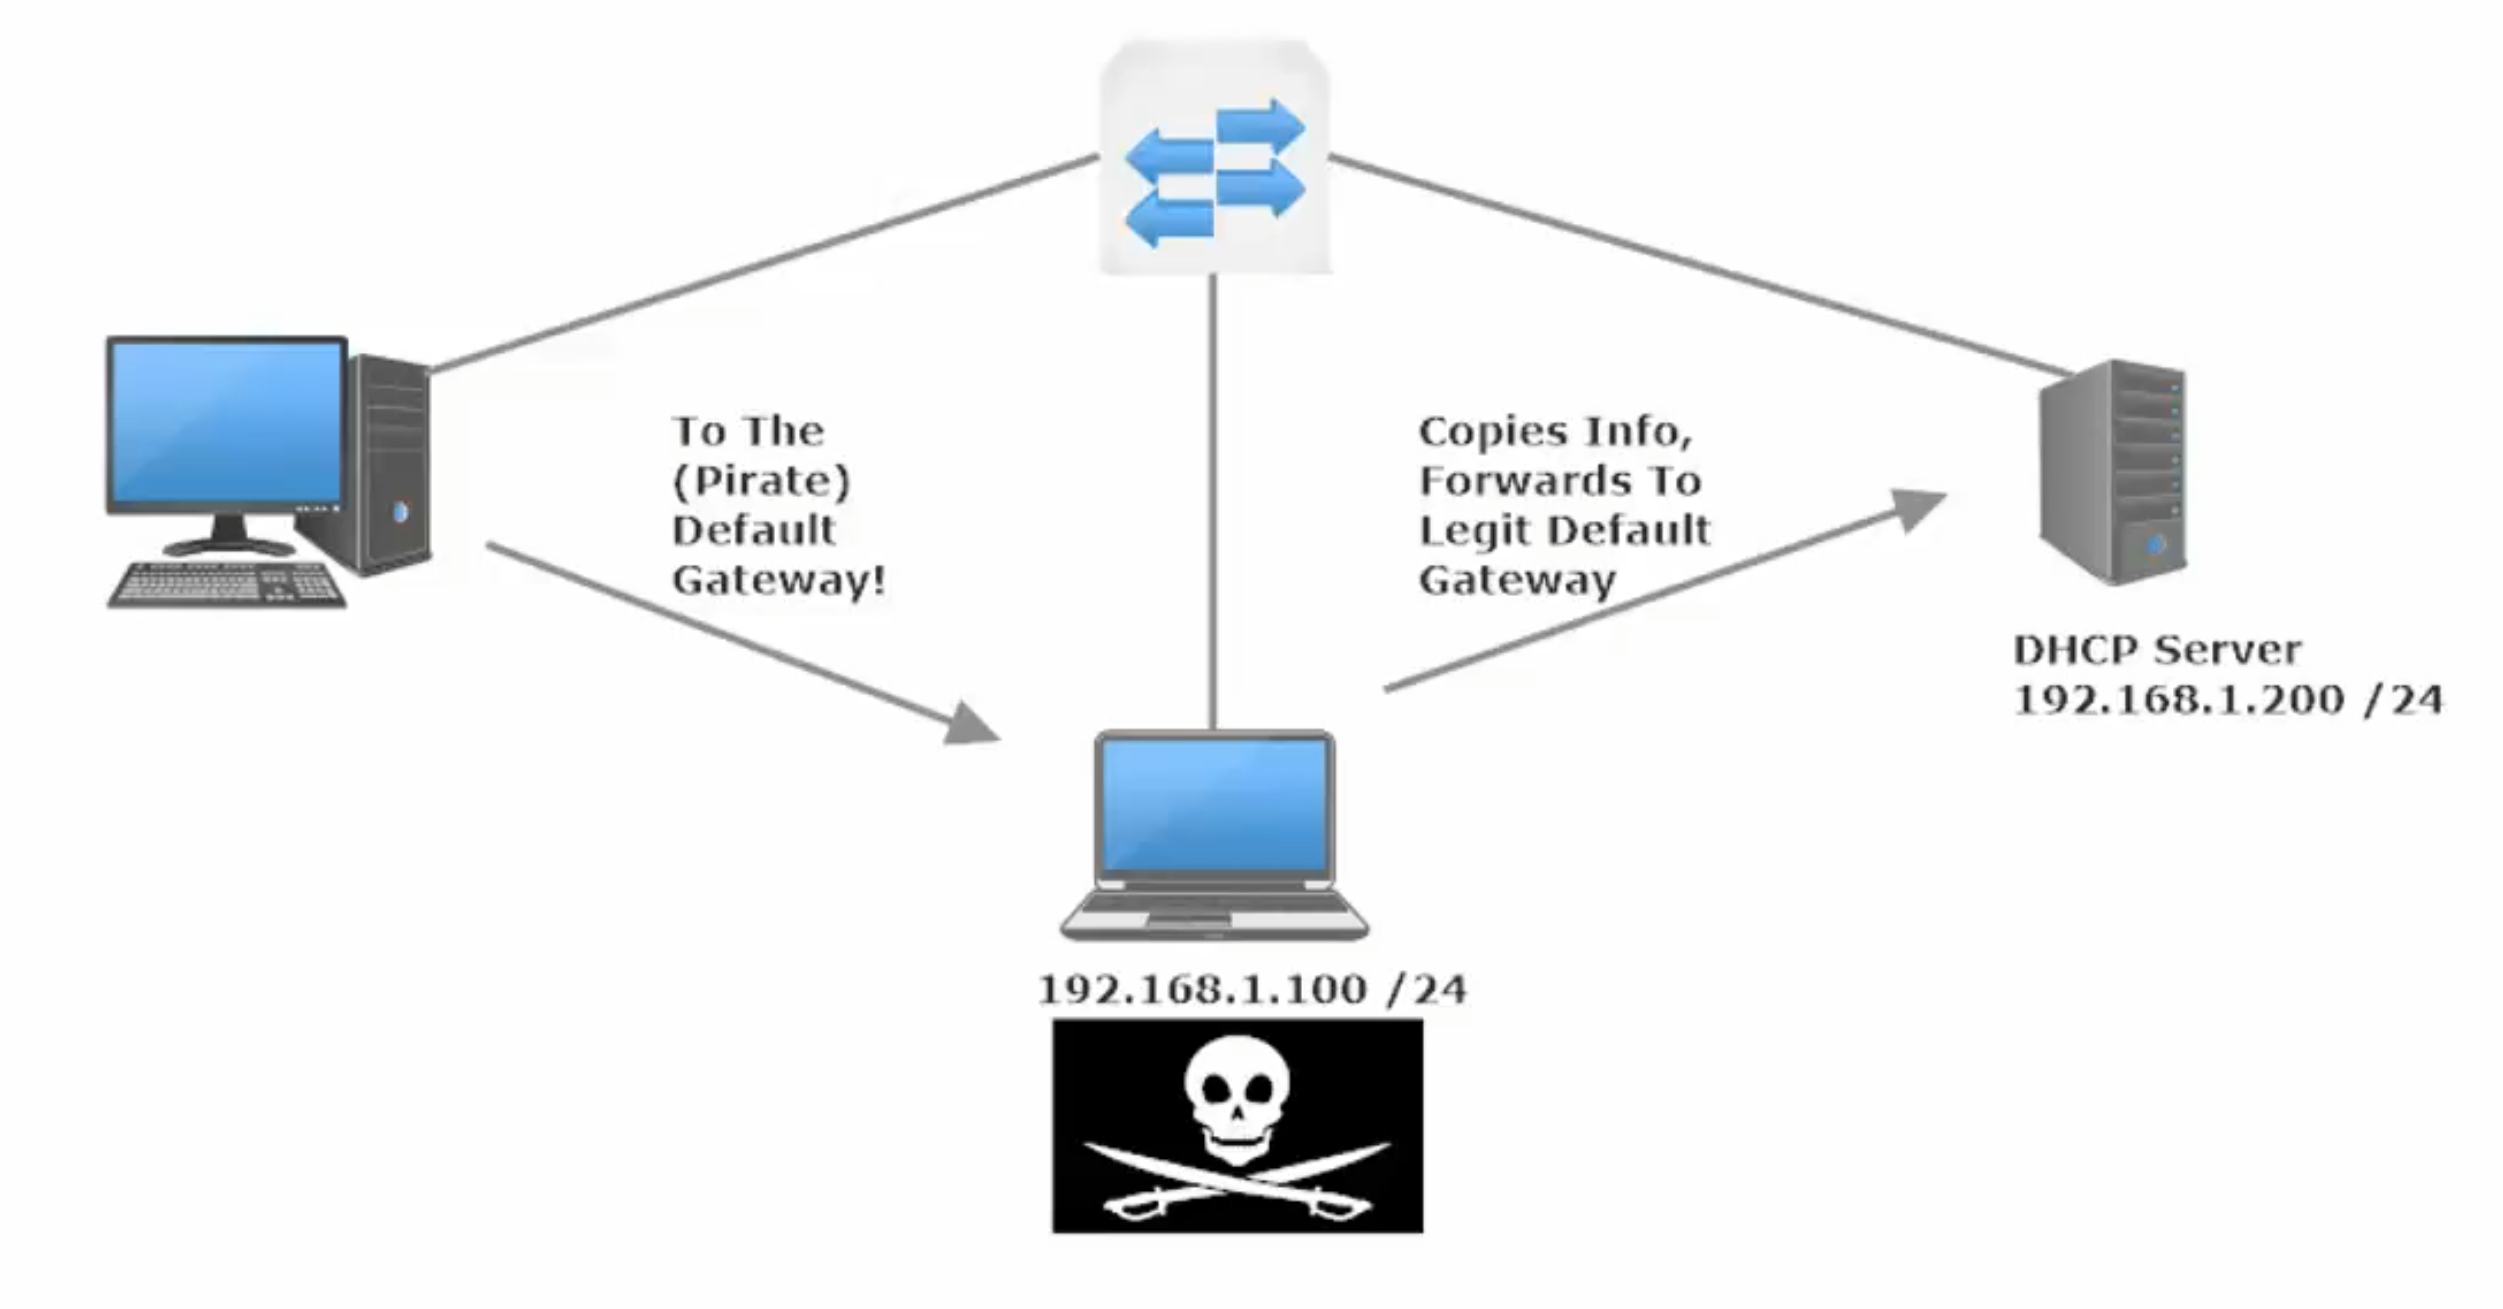 To The
(Pirate)
Default
Gateway!
Copies Info,
Forwards To
Legit Default
Gateway
DHCP Server
192.168.1.200 /24
192.168.1.100 /24